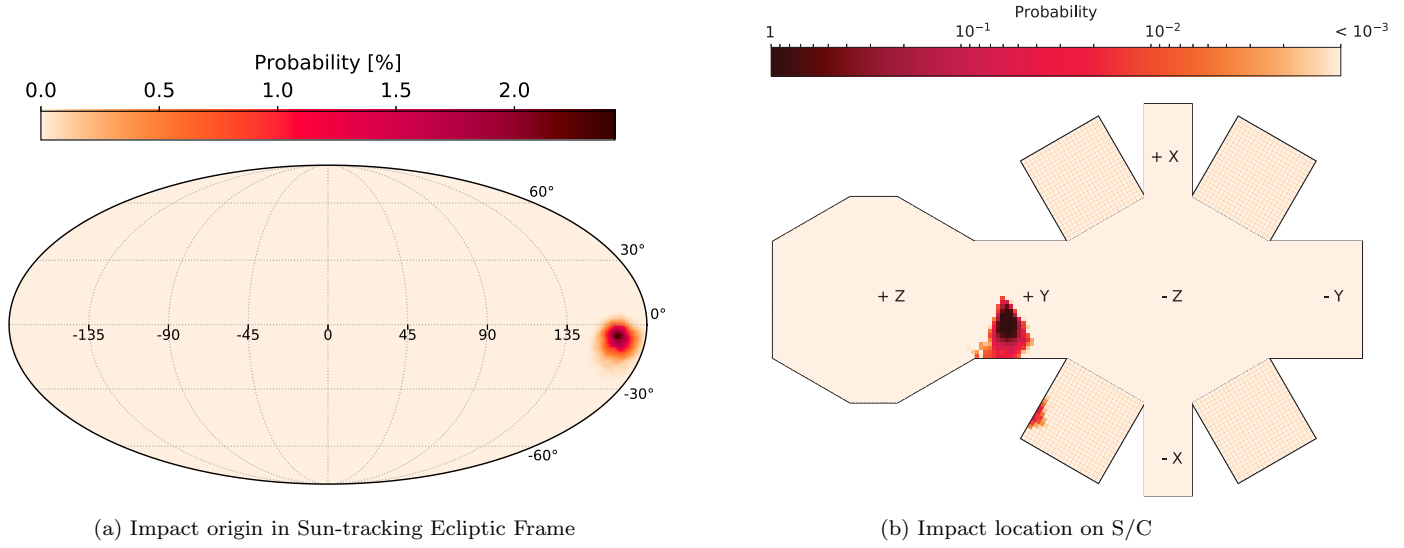 Probability [%]
0.0 0.5 1.0 1.5 2.0
60°
30°
0°
-135 -90 -45 0 45 90 135
-30°
-60°
(a) Impact origin in Sun-tracking Ecliptic Frame
Probability
1 10⁻¹ 10⁻² < 10⁻³
+ X
+ Z + Y - Z - Y
- X
(b) Impact location on S/C